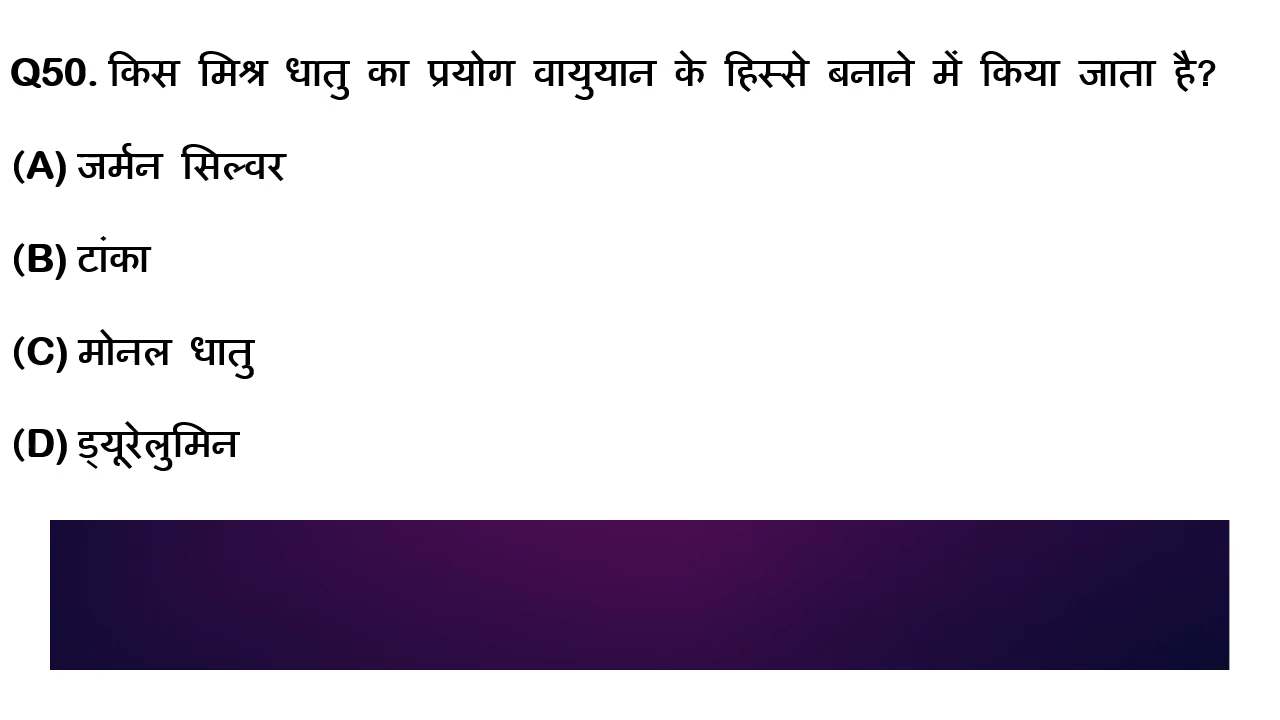 Q50. किस मिश्र धातु का प्रयोग वायुयान के हिस्से बनाने में किया जाता है?
(A) जर्मन सिल्वर
(B) टांका
(C) मोनल धातु
(D) ड्यूरेलुमिन